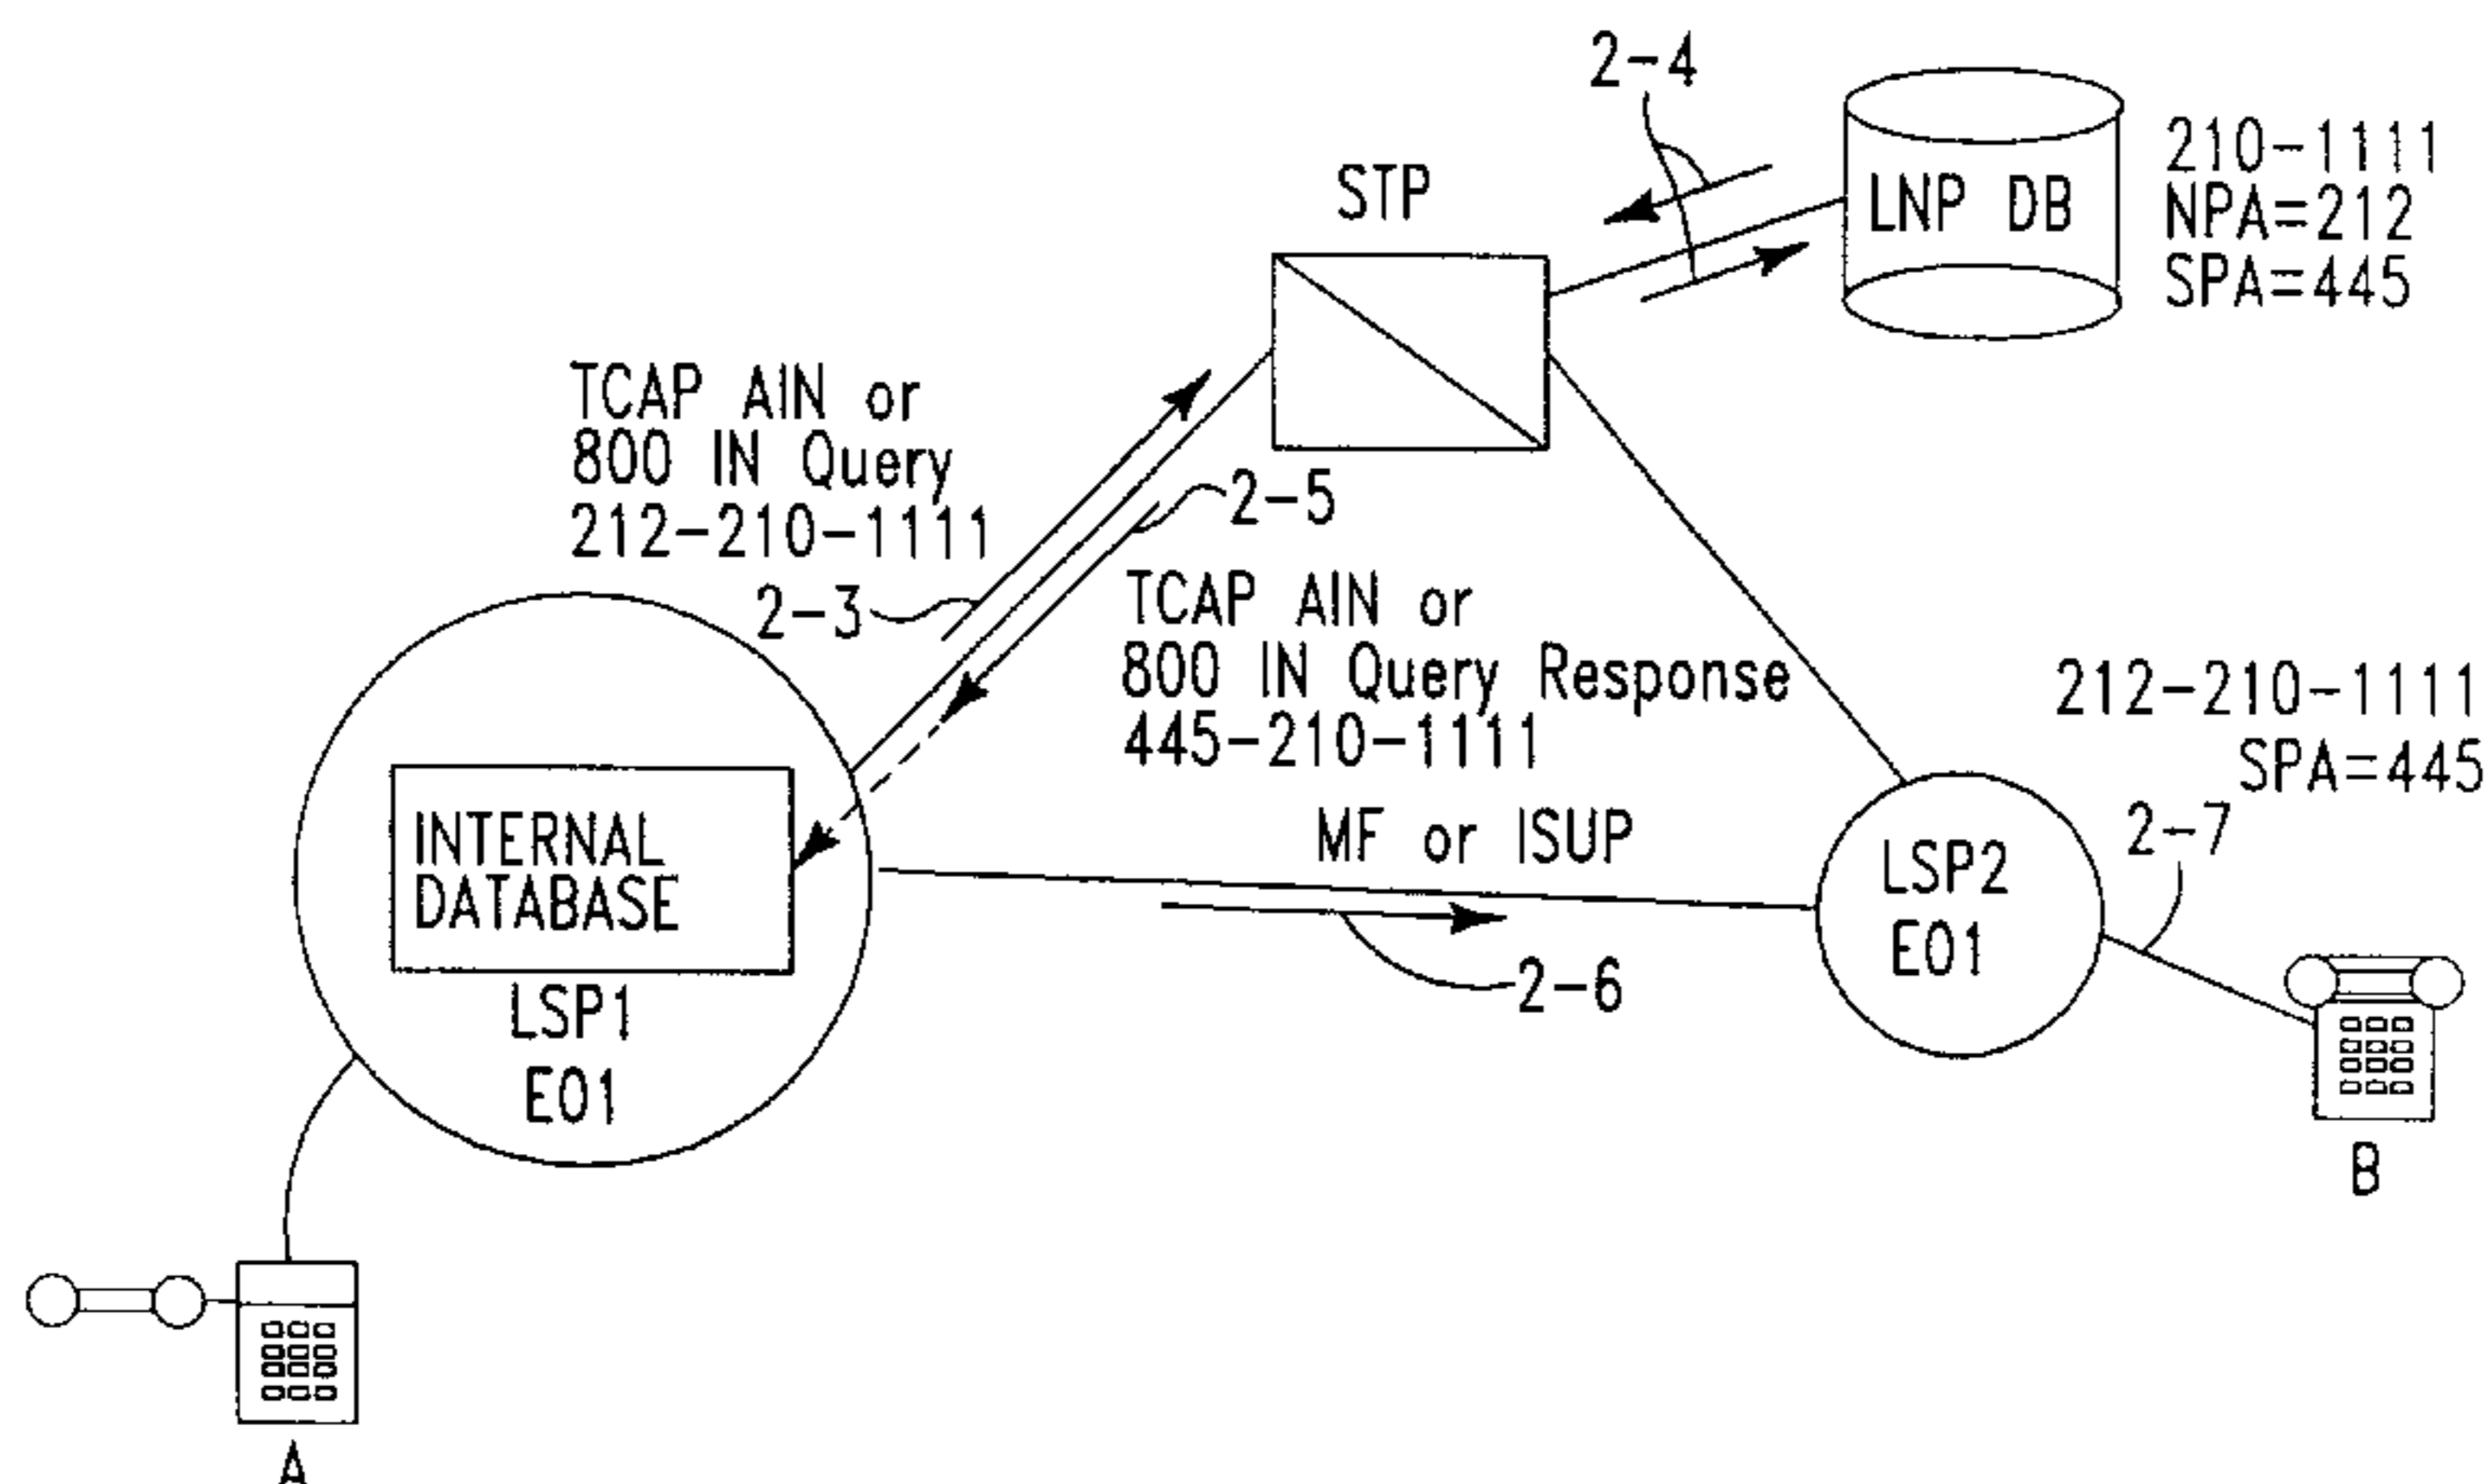 2-4
LNP DB
210-1111
NPA=212
SPA=445
STP
TCAP AIN or
800 IN Query
212-210-1111
2-3
2-5
TCAP AIN or
800 IN Query Response
445-210-1111
212-210-1111
SPA=445
2-7
MF or ISUP
2-6
INTERNAL
DATABASE
LSP1
EO1
LSP2
EO1
B
A